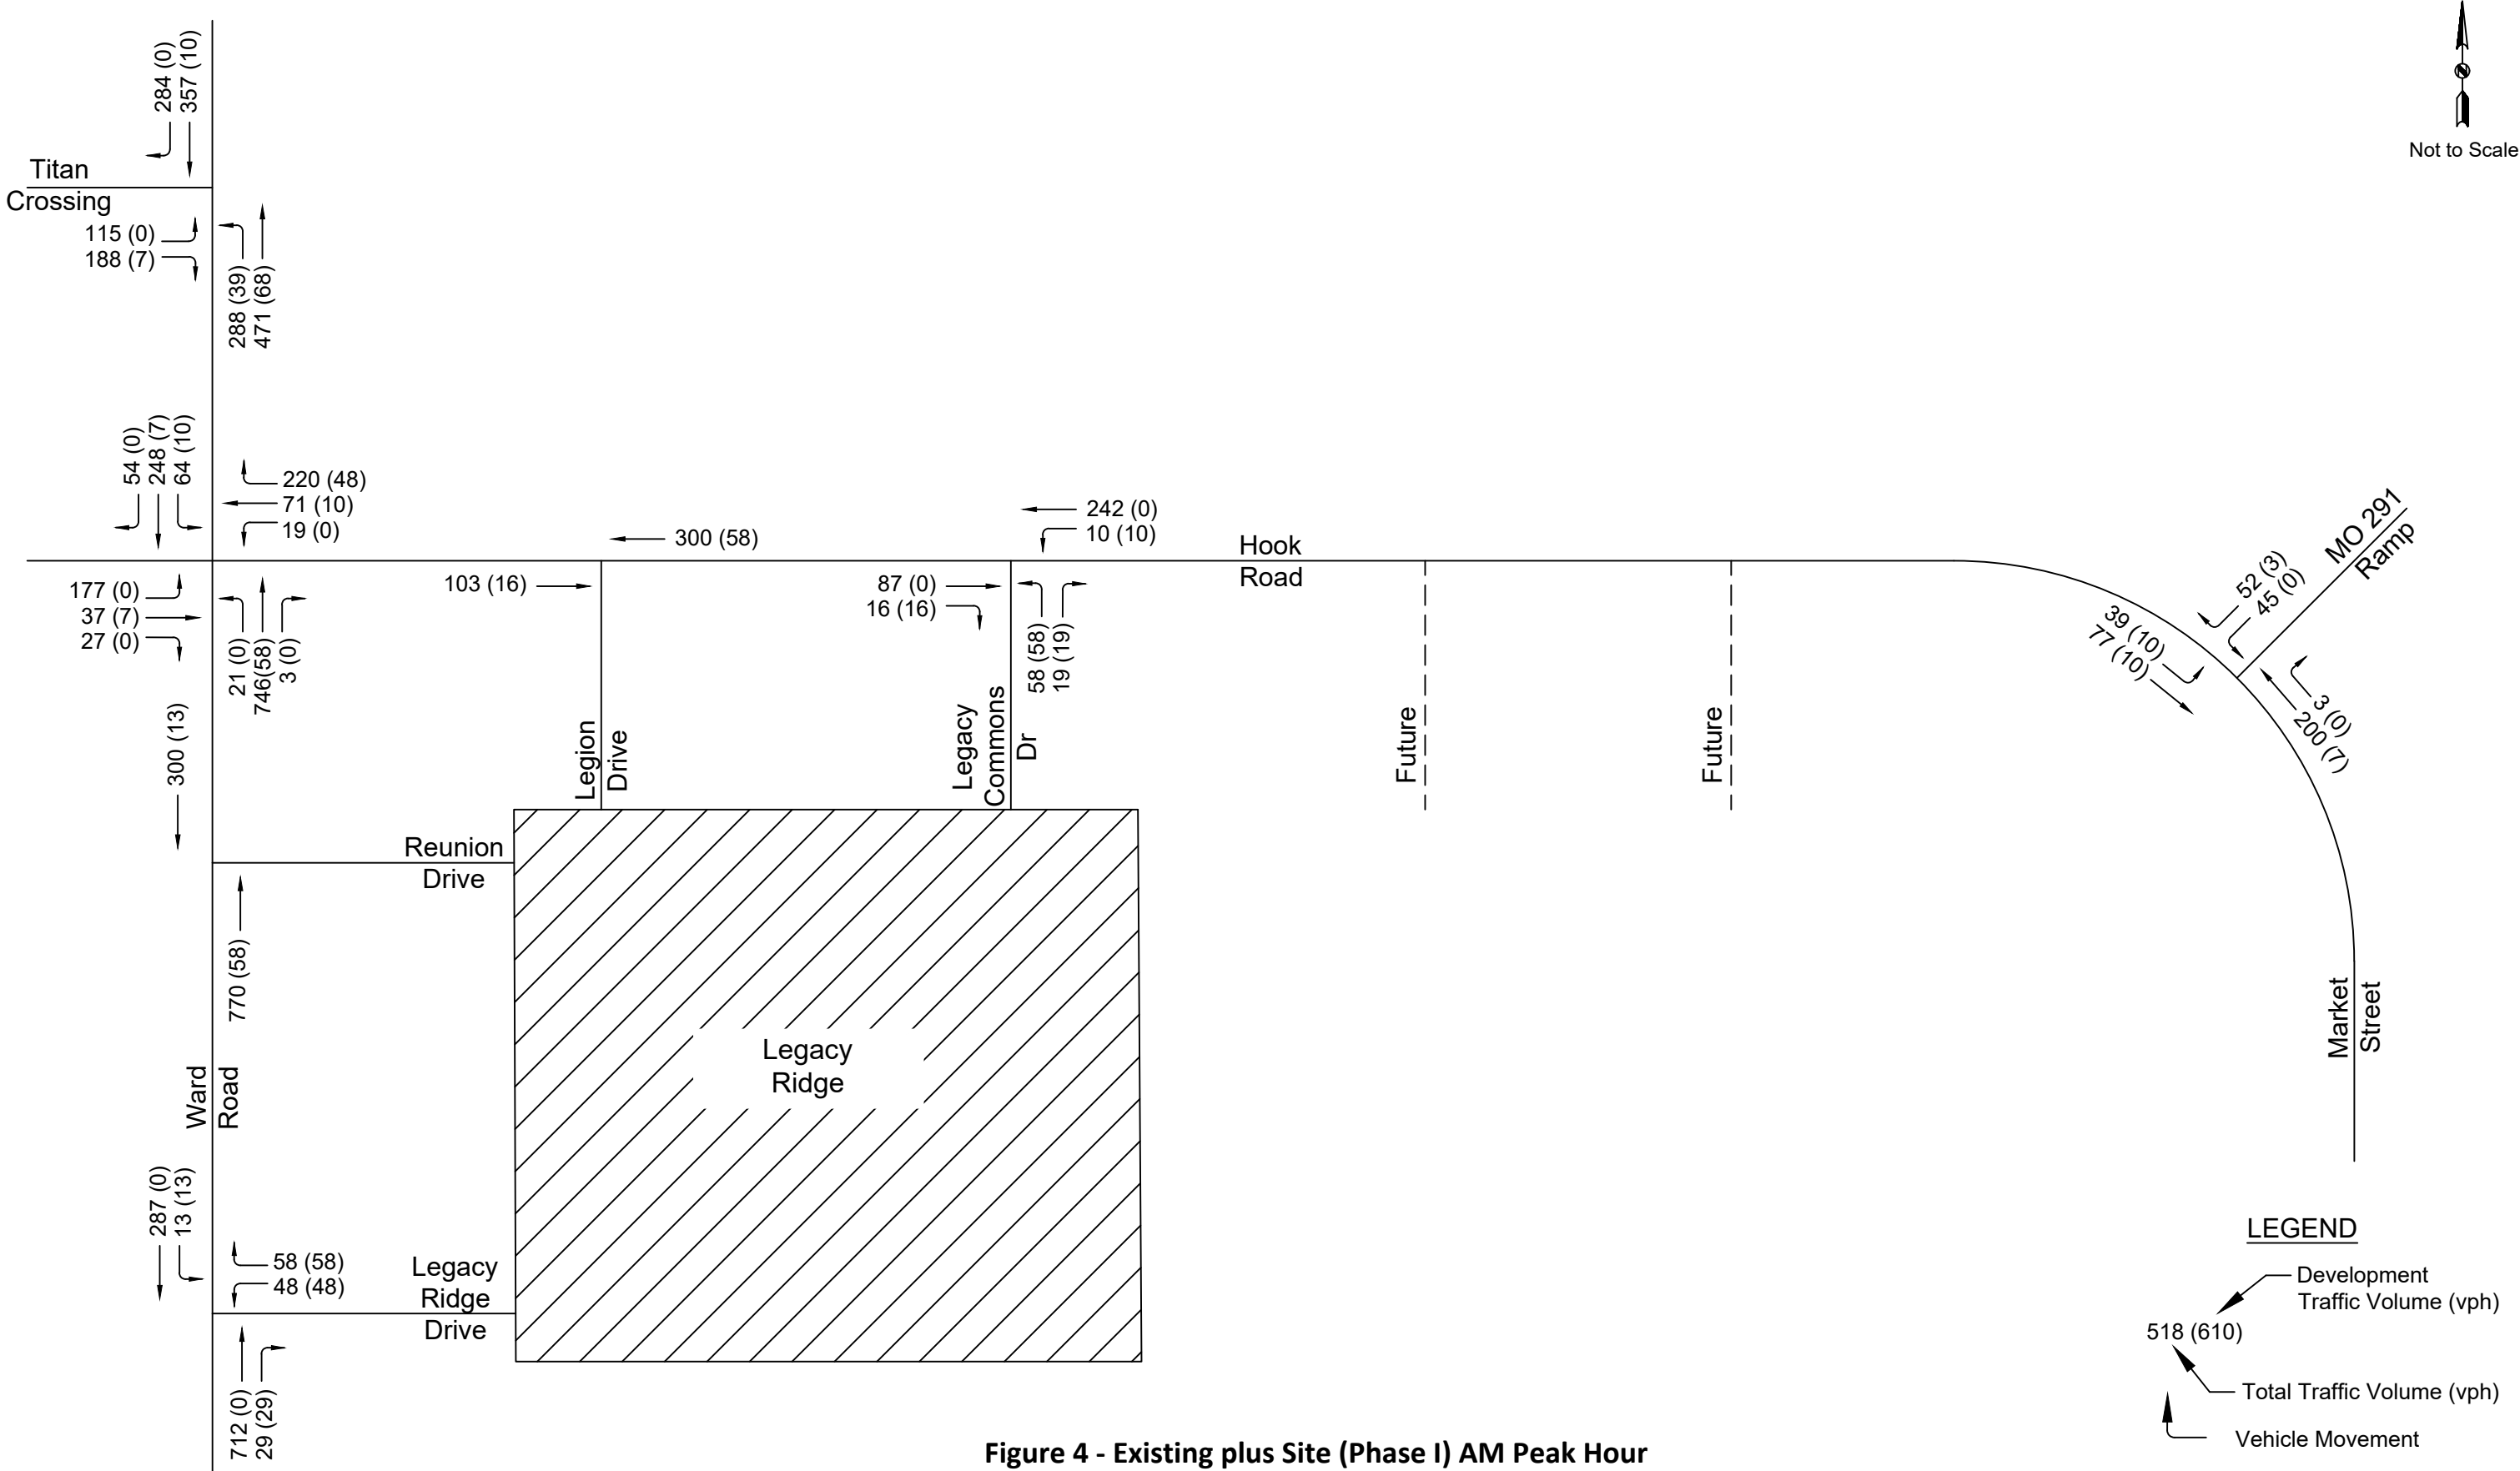 284 (0)
357 (10)
Not to Scale
Titan
Crossing
115 (0)
188 (7)
288 (39)
471 (68)
54 (0)
248 (7)
64 (10)
220 (48)
71 (10)
19 (0)
300 (58)
242 (0)
10 (10)
Hook
Road
MO 291
Ramp
52 (3)
45 (0)
39 (10)
77 (10)
3 (0)
200 (7)
177 (0)
37 (7)
27 (0)
21 (0)
746(58)
3 (0)
103 (16)
87 (0)
16 (16)
58 (58)
19 (19)
300 (13)
Legion
Drive
Legacy
Commons
Dr
Future
Future
Reunion
Drive
770 (58)
Legacy
Ridge
Market
Street
Ward
Road
287 (0)
13 (13)
58 (58)
48 (48)
Legacy
Ridge
Drive
712 (0)
29 (29)
LEGEND
Development
Traffic Volume (vph)
518 (610)
Total Traffic Volume (vph)
Vehicle Movement
Figure 4 - Existing plus Site (Phase I) AM Peak Hour